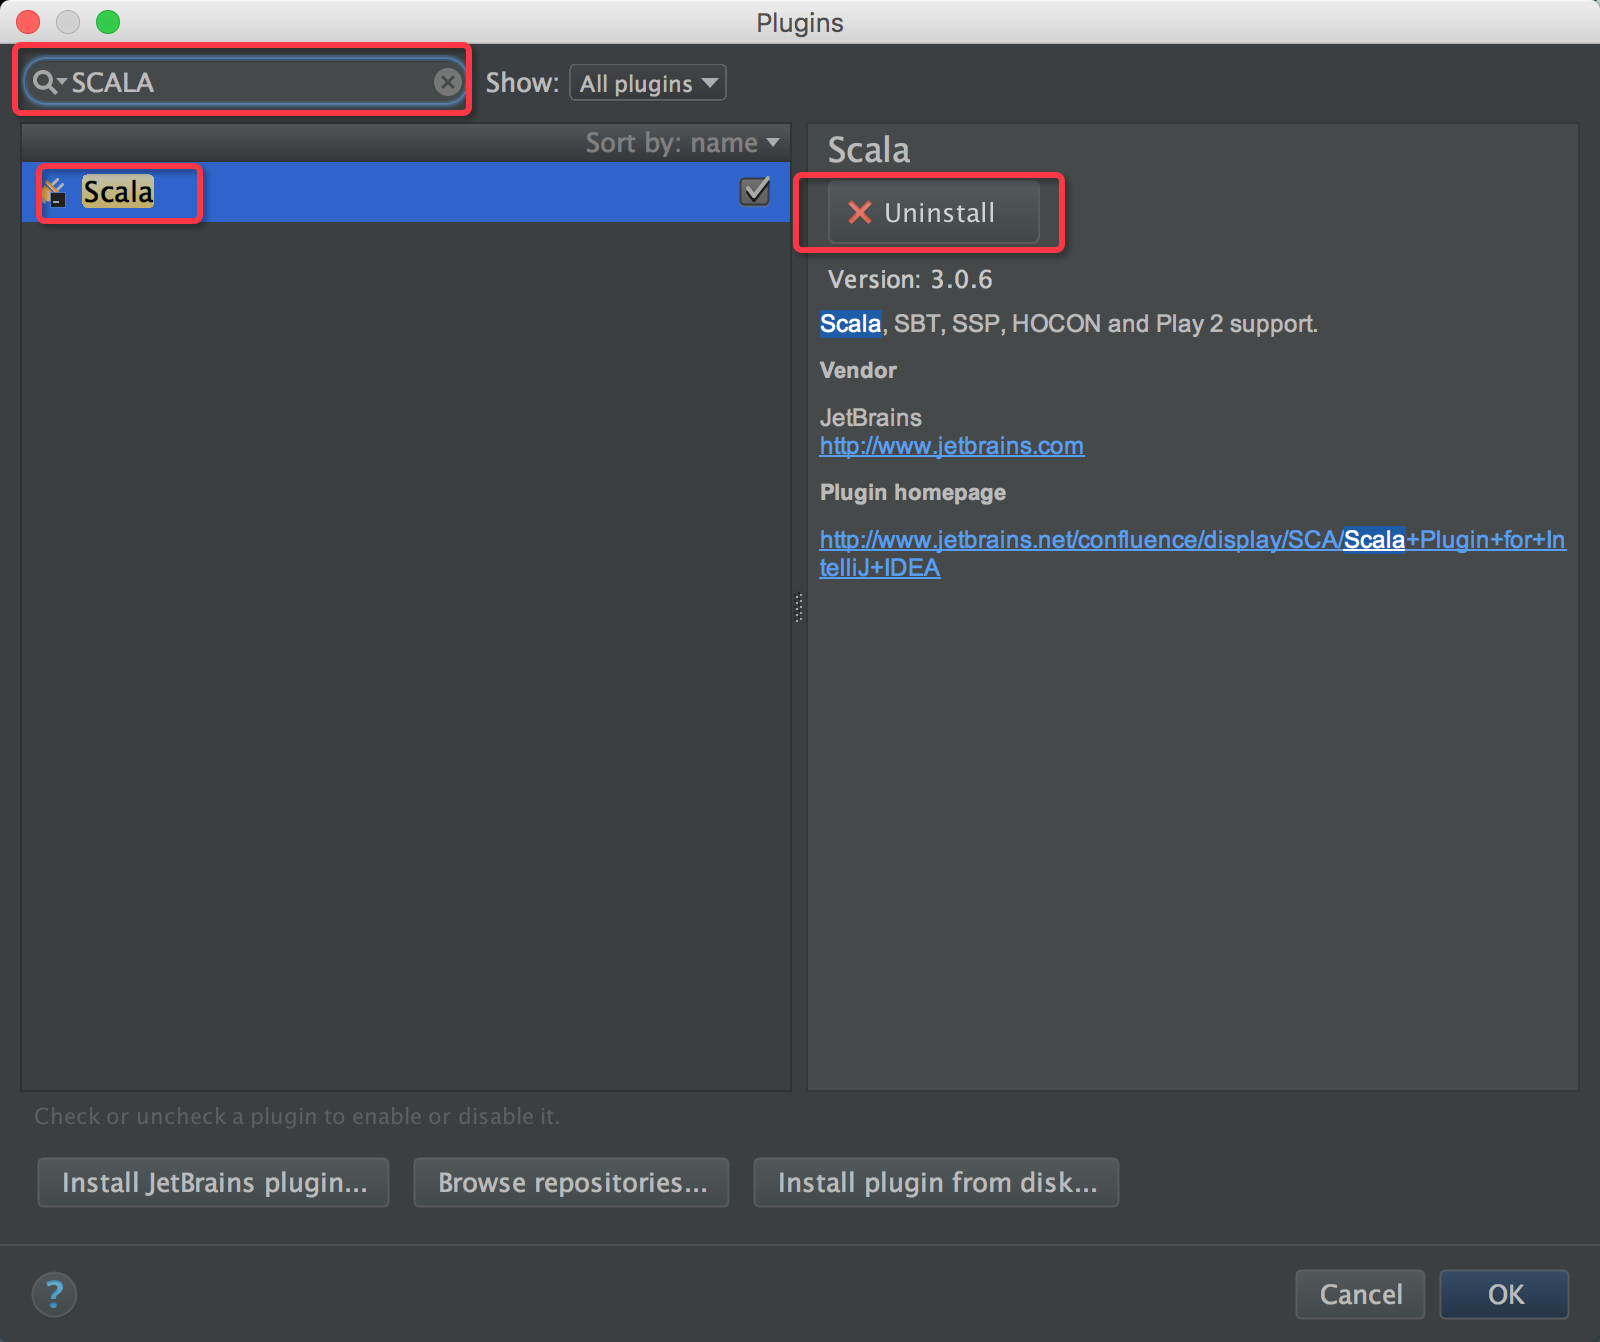 Plugins
SCALA
Show: All plugins
Sort by: name
Scala
Scala
Uninstall
Version: 3.0.6
Scala, SBT, SSP, HOCON and Play 2 support.
Vendor
JetBrains
http://www.jetbrains.com
Plugin homepage
http://www.jetbrains.net/confluence/display/SCA/Scala+Plugin+for+In
telliJ+IDEA
Check or uncheck a plugin to enable or disable it.
Install JetBrains plugin... Browse repositories... Install plugin from disk...
? Cancel OK